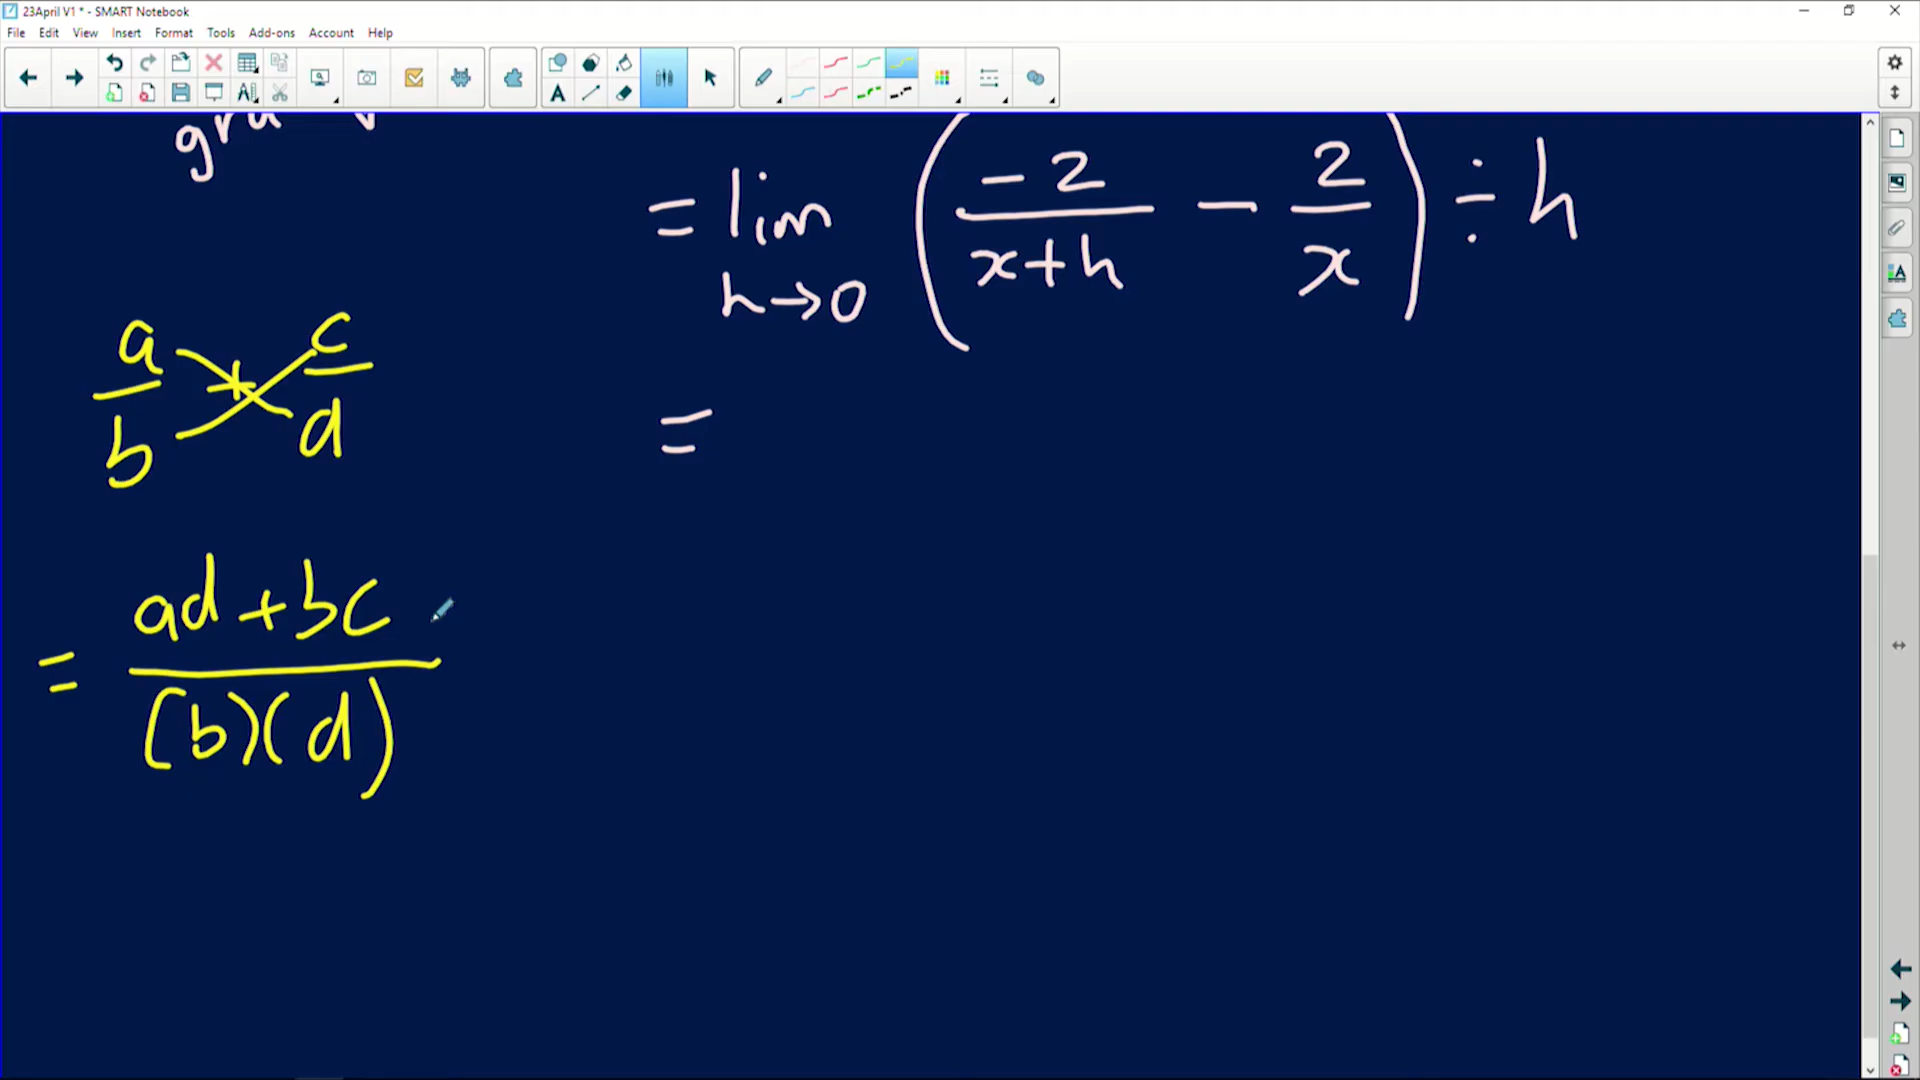 23April V1 * - SMART Notebook
File Edit View Insert Format Tools Add-ons Account Help
= lim ( -2/(x+h) - 2/x ) ÷ h
h→0
a/b + c/d
=
= (ad + bc)/((b)(d))